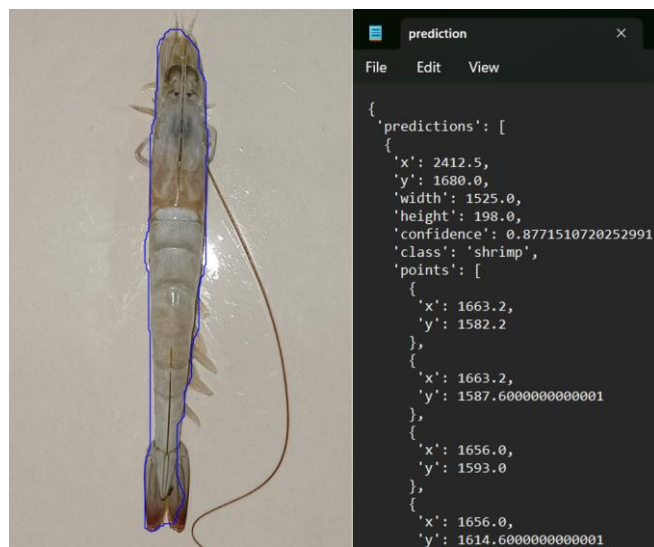 prediction
File Edit View
{
'predictions': [
{
'x': 2412.5,
'y': 1680.0,
'width': 1525.0,
'height': 198.0,
'confidence': 0.8771510720252991
'class': 'shrimp',
'points': [
{
'x': 1663.2,
'y': 1582.2
},
{
'x': 1663.2,
'y': 1587.6000000000001
},
{
'x': 1656.0,
'y': 1593.0
},
{
'x': 1656.0,
'y': 1614.6000000000001